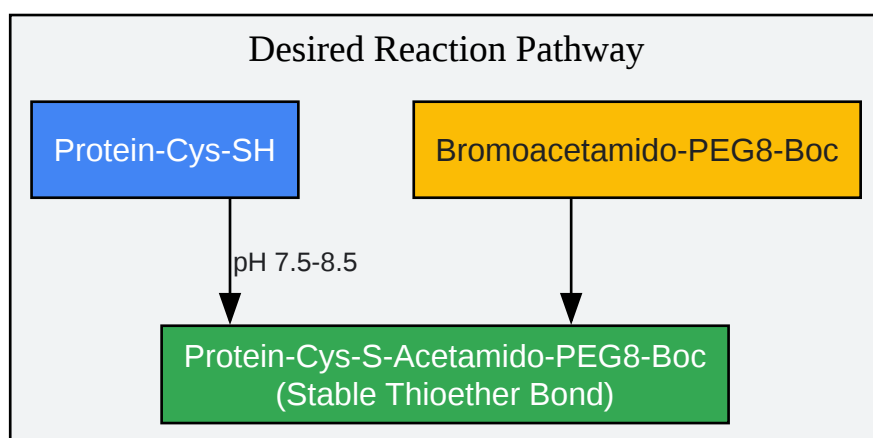 Desired Reaction Pathway
Protein-Cys-SH
Bromoacetamido-PEG8-Boc
pH 7.5-8.5
Protein-Cys-S-Acetamido-PEG8-Boc
(Stable Thioether Bond)